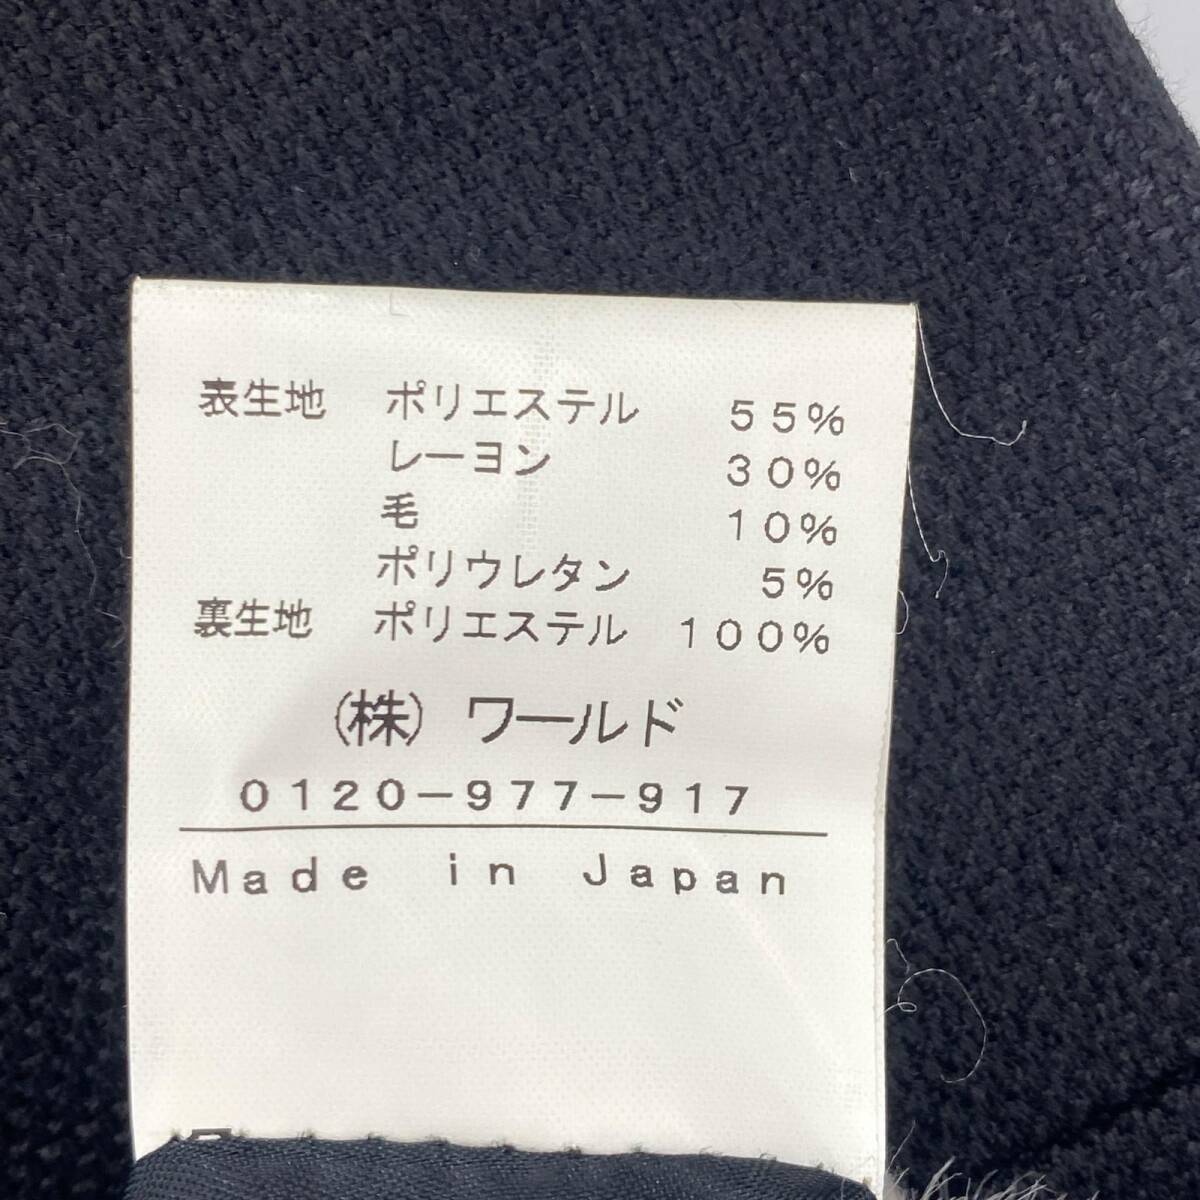 表生地 ポリエステル 55%
レーヨン 30%
毛 10%
ポリウレタン 5%
裏生地 ポリエステル 100%
(株) ワールド
0120-977-917
Made in Japan